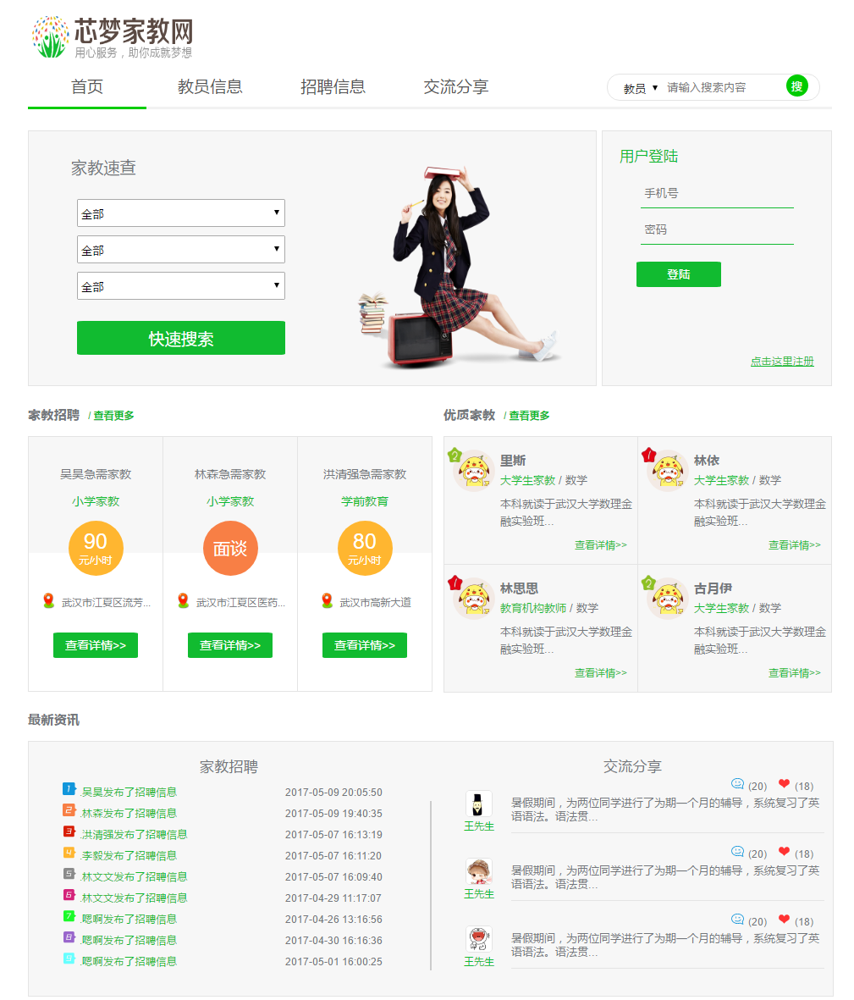 芯梦家教网
用心服务，助你成就梦想
首页 教员信息 招聘信息 交流分享 教员 请输入搜索内容 搜
家教速查
全部
全部
全部
快速搜索
用户登陆
手机号
密码
登陆
点击这里注册
家教招聘 / 查看更多
吴昊急需家教
小学家教
90
元/小时
武汉市江夏区流芳...
查看详情>>
林森急需家教
小学家教
面谈
武汉市江夏区医药...
查看详情>>
洪清强急需家教
学前教育
80
元/小时
武汉市高新大道
查看详情>>
优质家教 / 查看更多
2
里斯
大学生家教 / 数学
本科就读于武汉大学数理金
融实验班...
查看详情>>
1
林依
大学生家教 / 数学
本科就读于武汉大学数理金
融实验班...
查看详情>>
1
林思思
教育机构教师 / 数学
本科就读于武汉大学数理金
融实验班...
查看详情>>
2
古月伊
大学生家教 / 数学
本科就读于武汉大学数理金
融实验班...
查看详情>>
最新资讯
家教招聘
1 .吴昊发布了招聘信息 2017-05-09 20:05:50
2 .林森发布了招聘信息 2017-05-09 19:40:35
3 .洪清强发布了招聘信息 2017-05-07 16:13:19
4 .李毅发布了招聘信息 2017-05-07 16:11:20
5 .林文文发布了招聘信息 2017-05-07 16:09:40
6 .林文文发布了招聘信息 2017-04-29 11:17:07
7 .嗯啊发布了招聘信息 2017-04-26 13:16:56
8 .嗯啊发布了招聘信息 2017-04-30 16:16:36
.嗯啊发布了招聘信息 2017-05-01 16:00:25
交流分享
(20) (18)
暑假期间，为两位同学进行了为期一个月的辅导，系统复习了英
语语法。语法贯...
王先生
(20) (18)
暑假期间，为两位同学进行了为期一个月的辅导，系统复习了英
语语法。语法贯...
王先生
(20) (18)
暑假期间，为两位同学进行了为期一个月的辅导，系统复习了英
语语法。语法贯...
王先生